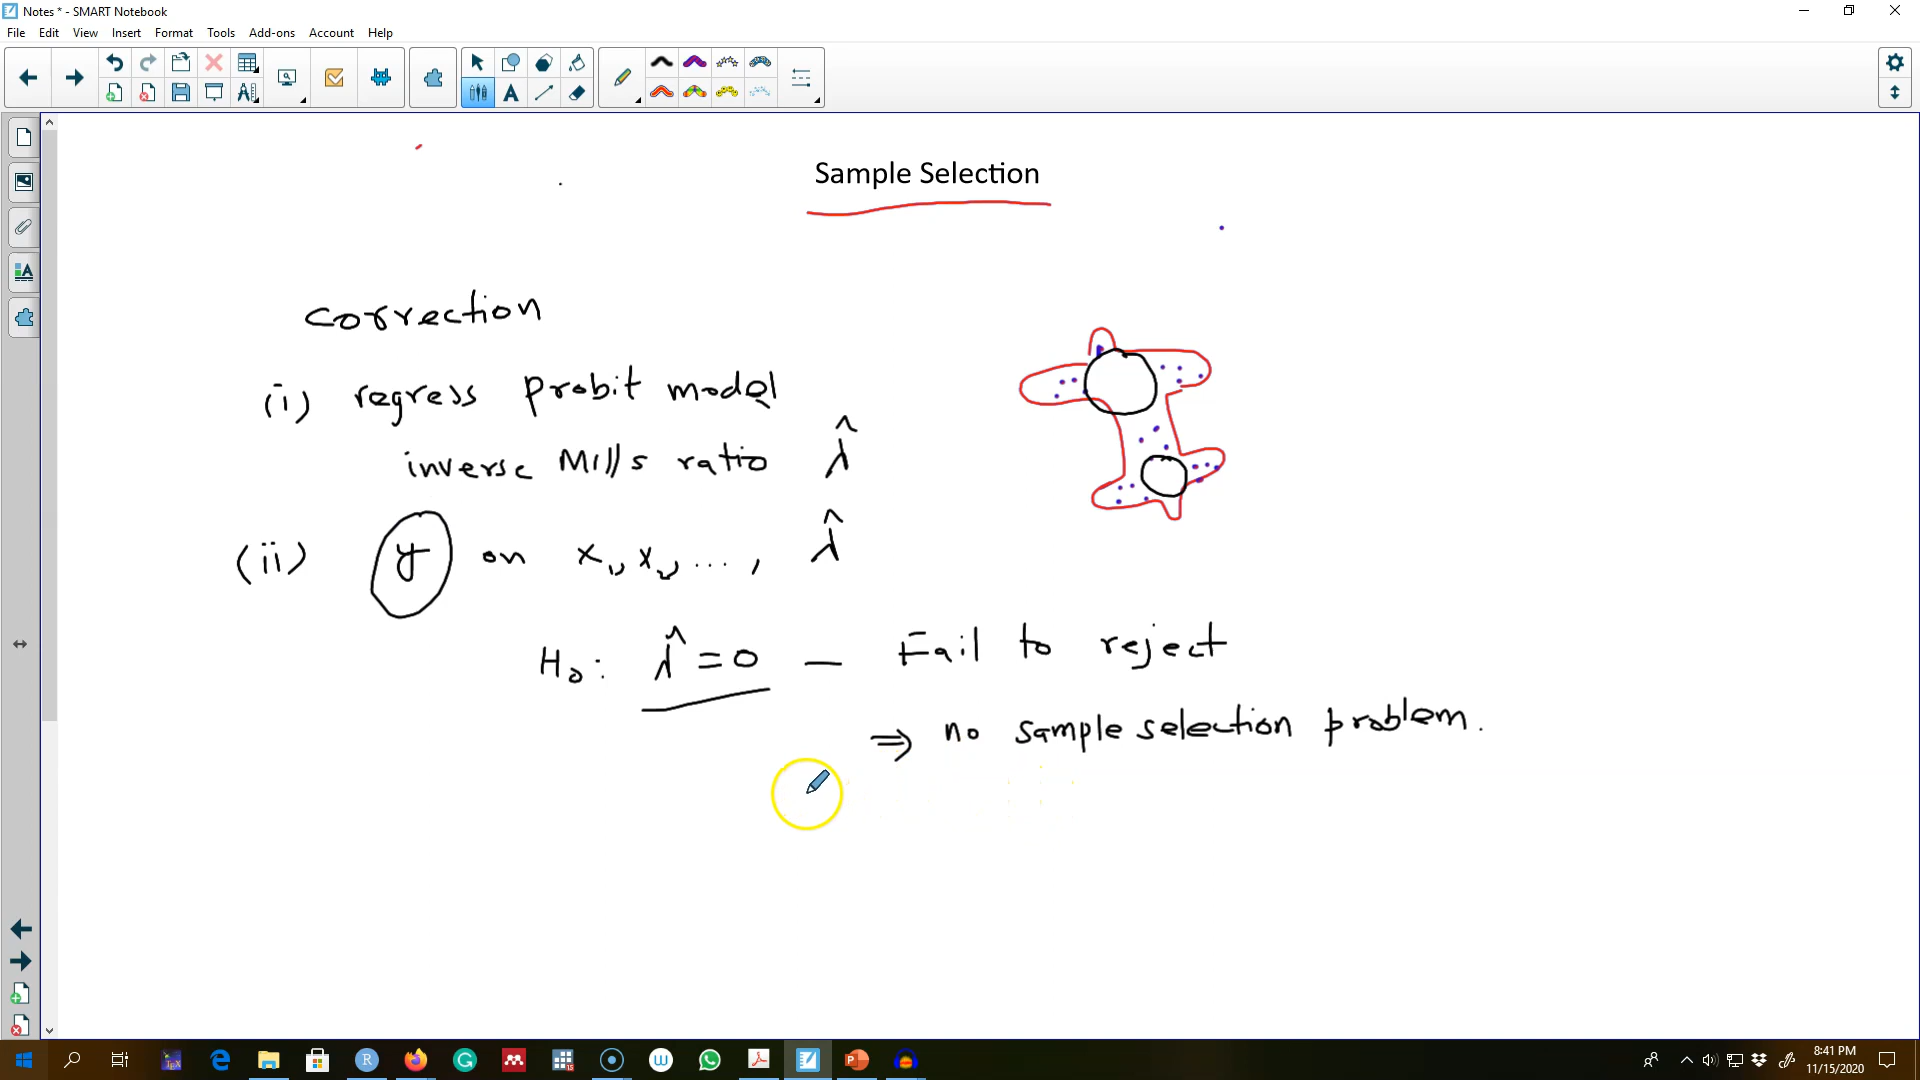 Notes * - SMART Notebook
File Edit View Insert Format Tools Add-ons Account Help
Sample Selection
correction
(i) regress probit model
inverse Mills ratio λ̂
(ii) y on x₁, x₂, ..., λ̂
H₀: λ̂ = 0 — Fail to reject
⇒ no sample selection problem.
8:41 PM
11/15/2020